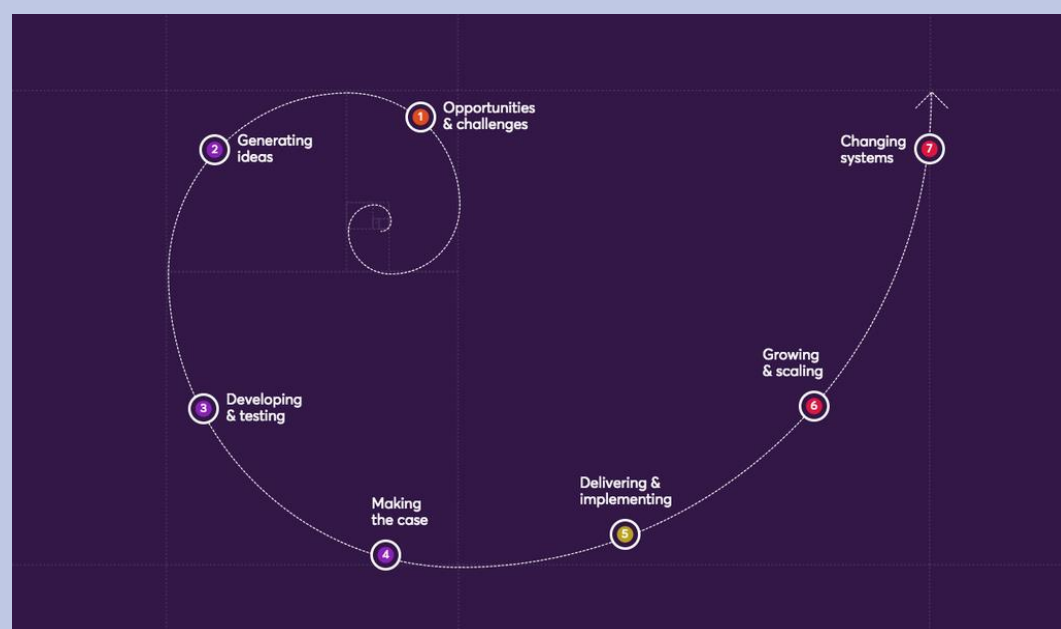 1
Opportunities
& challenges
2
Generating
ideas
3
Developing
& testing
Making
the case
4
Delivering &
implementing
5
Growing
& scaling
6
Changing
systems
7